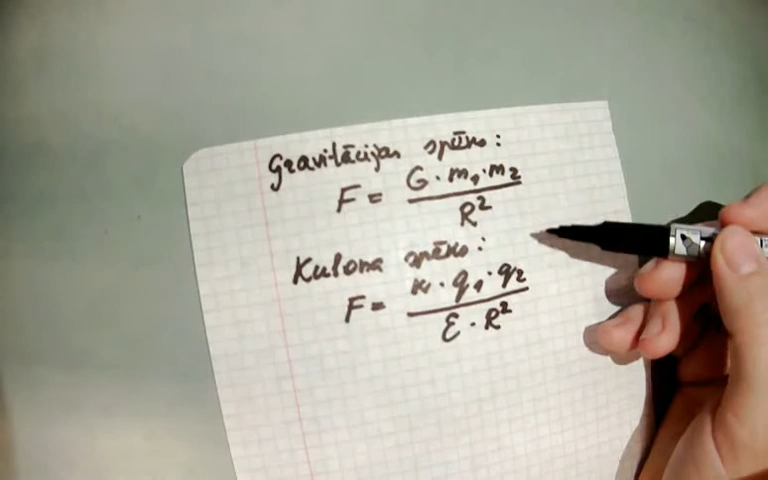 Gravitācijas spēks:
F = G · m₁ · m₂
R²
Kulona spēks:
F = k · q₁ · q₂
ε · R²